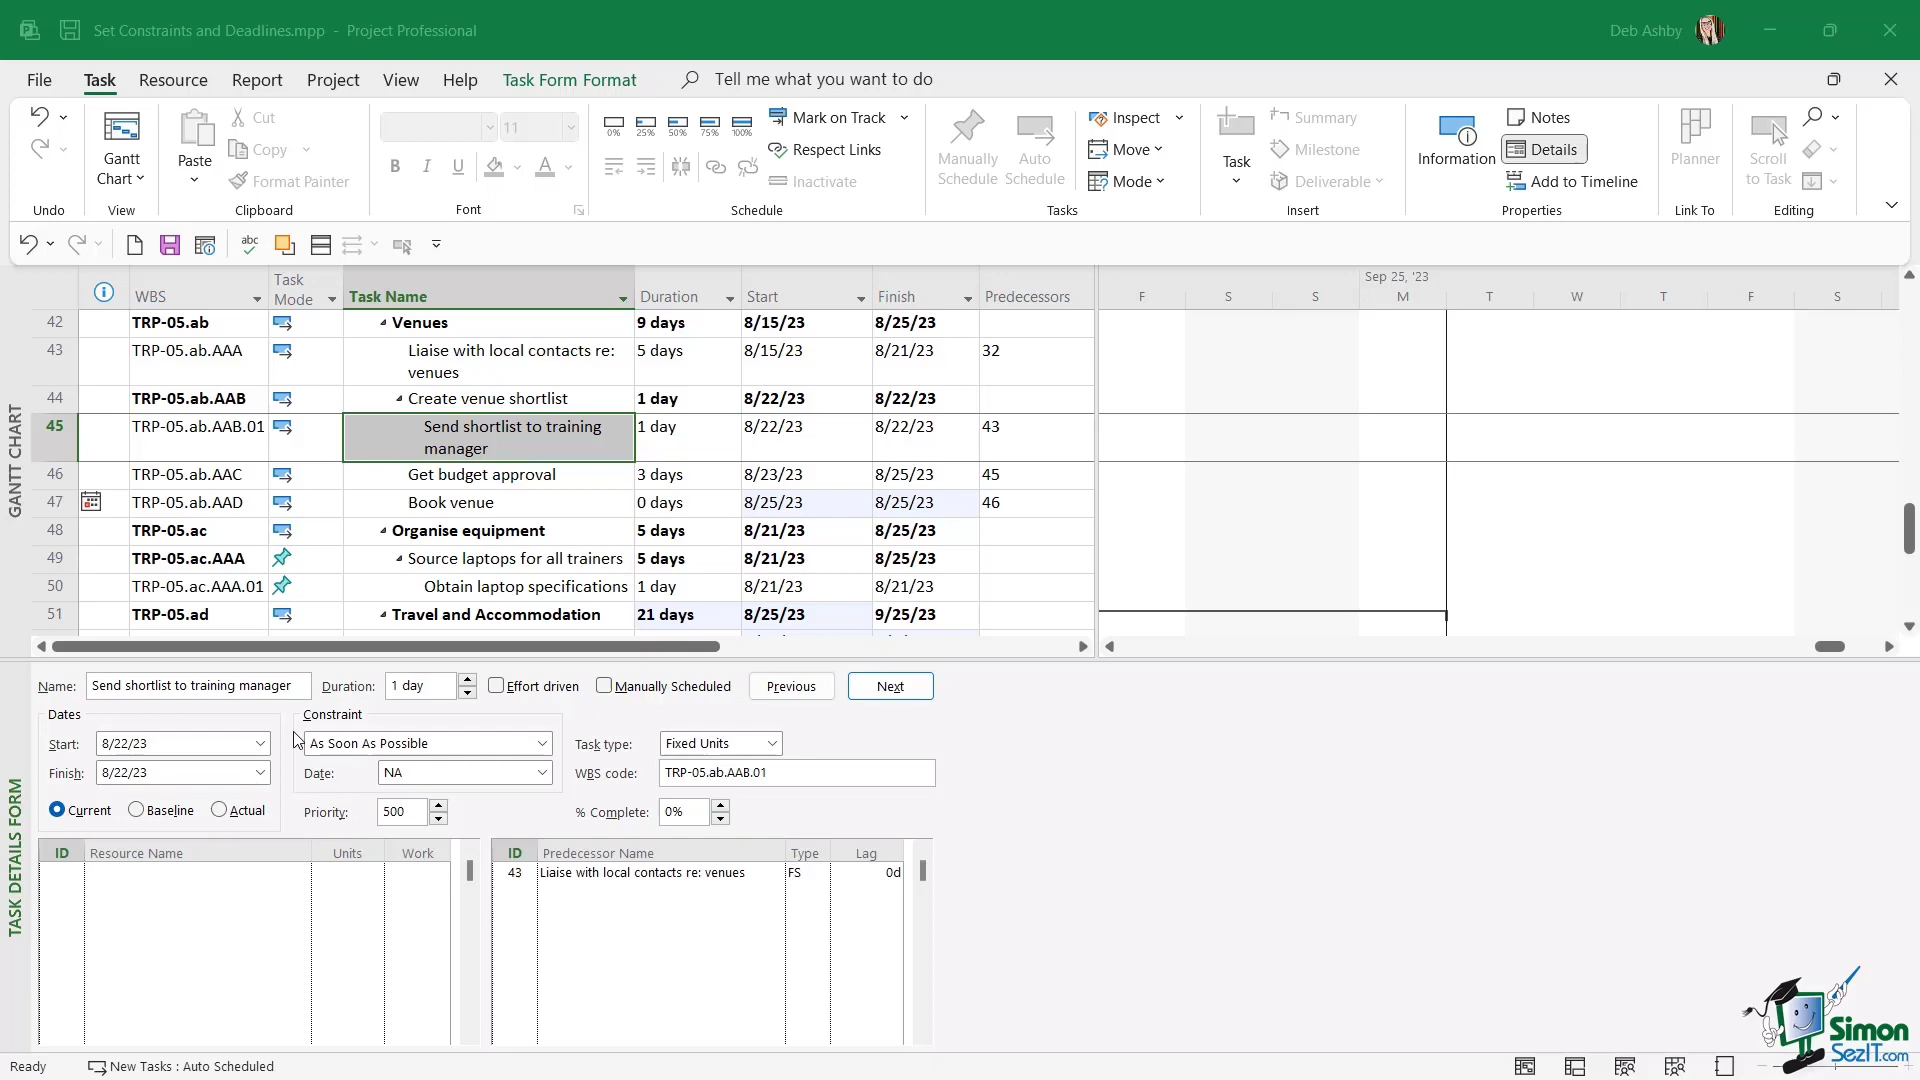 Set Constraints and Deadlines.mpp - Project Professional
Deb Ashby
File Task Resource Report Project View Help Task Form Format Tell me what you want to do
Gantt Chart
View
Undo
Paste
Cut
Copy
Format Painter
Clipboard
11
B I U A
Font
0% 25% 50% 75% 100%
Mark on Track
Respect Links
Inactivate
Schedule
Manually Schedule
Auto Schedule
Inspect
Move
Mode
Tasks
Task
Summary
Milestone
Deliverable
Insert
Information
Notes
Details
Add to Timeline
Properties
Planner
Link To
Scroll to Task
Editing
abc
GANTT CHART
WBS Task Mode Task Name Duration Start Finish Predecessors
Sep 25, '23
F S S M T W T F S
42 TRP-05.ab Venues 9 days 8/15/23 8/25/23
43 TRP-05.ab.AAA Liaise with local contacts re: venues 5 days 8/15/23 8/21/23 32
44 TRP-05.ab.AAB Create venue shortlist 1 day 8/22/23 8/22/23
45 TRP-05.ab.AAB.01 Send shortlist to training manager 1 day 8/22/23 8/22/23 43
46 TRP-05.ab.AAC Get budget approval 3 days 8/23/23 8/25/23 45
47 TRP-05.ab.AAD Book venue 0 days 8/25/23 8/25/23 46
48 TRP-05.ac Organise equipment 5 days 8/21/23 8/25/23
49 TRP-05.ac.AAA Source laptops for all trainers 5 days 8/21/23 8/25/23
50 TRP-05.ac.AAA.01 Obtain laptop specifications 1 day 8/21/23 8/21/23
51 TRP-05.ad Travel and Accommodation 21 days 8/25/23 9/25/23
TASK DETAILS FORM
Name: Send shortlist to training manager Duration: 1 day Effort driven Manually Scheduled Previous Next
Dates Constraint
Start: 8/22/23 As Soon As Possible Task type: Fixed Units
Finish: 8/22/23 Date: NA WBS code: TRP-05.ab.AAB.01
Current Baseline Actual Priority: 500 % Complete: 0%
ID Resource Name Units Work ID Predecessor Name Type Lag
43 Liaise with local contacts re: venues FS 0d
Simon
SezIT.com
Ready New Tasks : Auto Scheduled